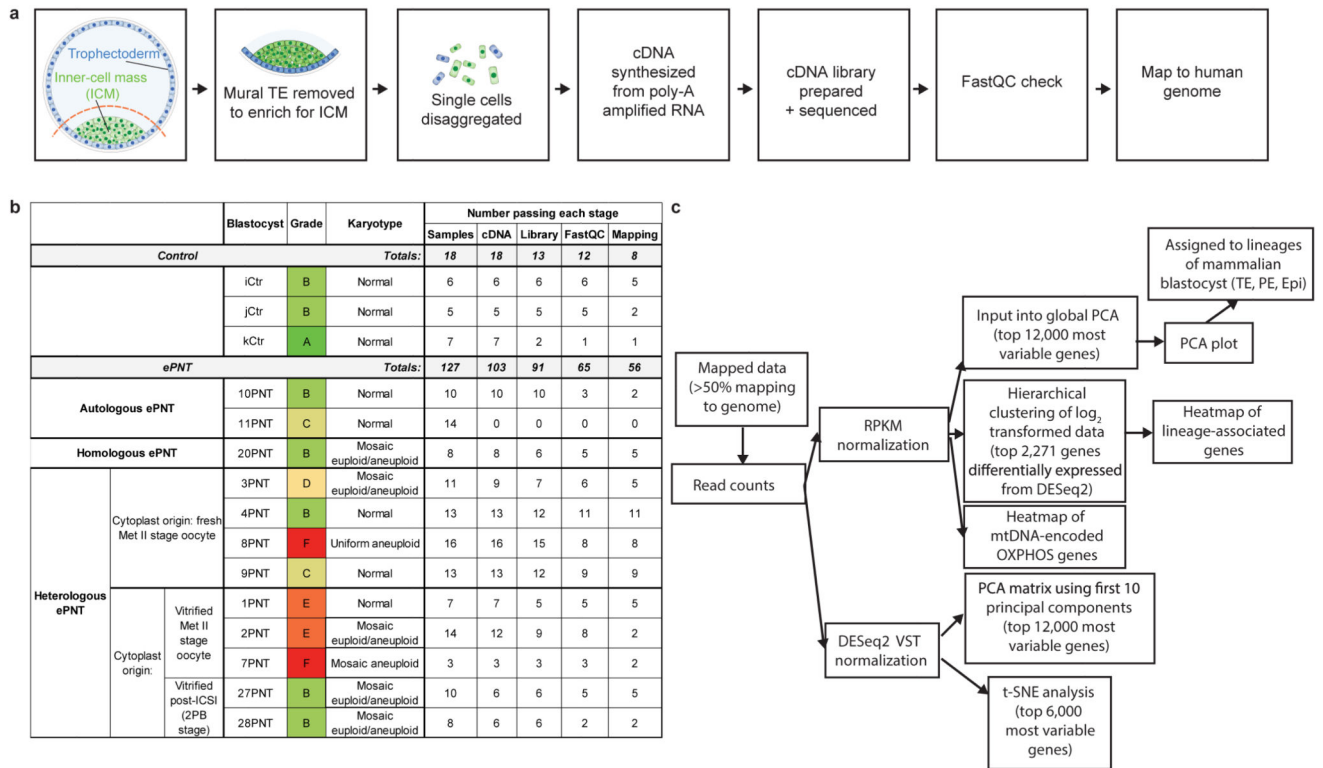 a
Trophectoderm
Inner-cell mass
(ICM)
Mural TE removed
to enrich for ICM
Single cells
disaggregated
cDNA
synthesized
from poly-A
amplified RNA
cDNA library
prepared
+ sequenced
FastQC check
Map to human
genome
b
Blastocyst Grade Karyotype Number passing each stage
Samples cDNA Library FastQC Mapping
Control Totals: 18 18 13 12 8
iCtr B Normal 6 6 6 6 5
jCtr B Normal 5 5 5 5 2
kCtr A Normal 7 7 2 1 1
ePNT Totals: 127 103 91 65 56
Autologous ePNT
10PNT B Normal 10 10 10 3 2
11PNT C Normal 14 0 0 0 0
Homologous ePNT 20PNT B Mosaic euploid/aneuploid 8 8 6 5 5
Heterologous
ePNT
Cytoplast origin: fresh
Met II stage oocyte
3PNT D Mosaic euploid/aneuploid 11 9 7 6 5
4PNT B Normal 13 13 12 11 11
8PNT F Uniform aneuploid 16 16 15 8 8
9PNT C Normal 13 13 12 9 9
Cytoplast
origin:
Vitrified
Met II
stage
oocyte
1PNT E Normal 7 7 5 5 5
2PNT E Mosaic euploid/aneuploid 14 12 9 8 2
7PNT F Mosaic aneuploid 3 3 3 3 2
Vitrified
post-ICSI
(2PB
stage)
27PNT B Mosaic euploid/aneuploid 10 6 6 5 5
28PNT B Mosaic euploid/aneuploid 8 6 6 2 2
c
Mapped data
(>50% mapping
to genome)
Read counts
RPKM
normalization
DESeq2 VST
normalization
Input into global PCA
(top 12,000 most
variable genes)
PCA plot
Assigned to lineages
of mammalian
blastocyst (TE, PE, Epi)
Hierarchical
clustering of log2
transformed data
(top 2,271 genes
differentially expressed
from DESeq2)
Heatmap of
lineage-associated
genes
Heatmap of
mtDNA-encoded
OXPHOS genes
PCA matrix using first 10
principal components
(top 12,000 most
variable genes)
t-SNE analysis
(top 6,000
most variable
genes)